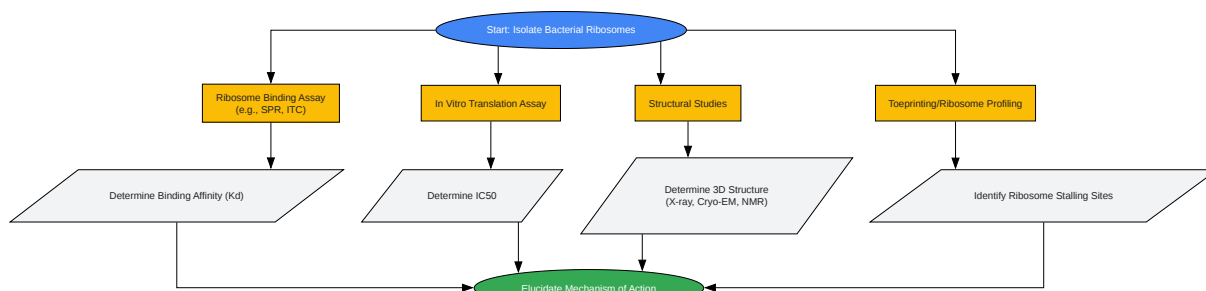 Start: Isolate Bacterial Ribosomes
Ribosome Binding Assay
(e.g., SPR, ITC)
In Vitro Translation Assay
Structural Studies
Toeprinting/Ribosome Profiling
Determine Binding Affinity (Kd)
Determine IC50
Determine 3D Structure
(X-ray, Cryo-EM, NMR)
Identify Ribosome Stalling Sites
Elucidate Mechanism of Action